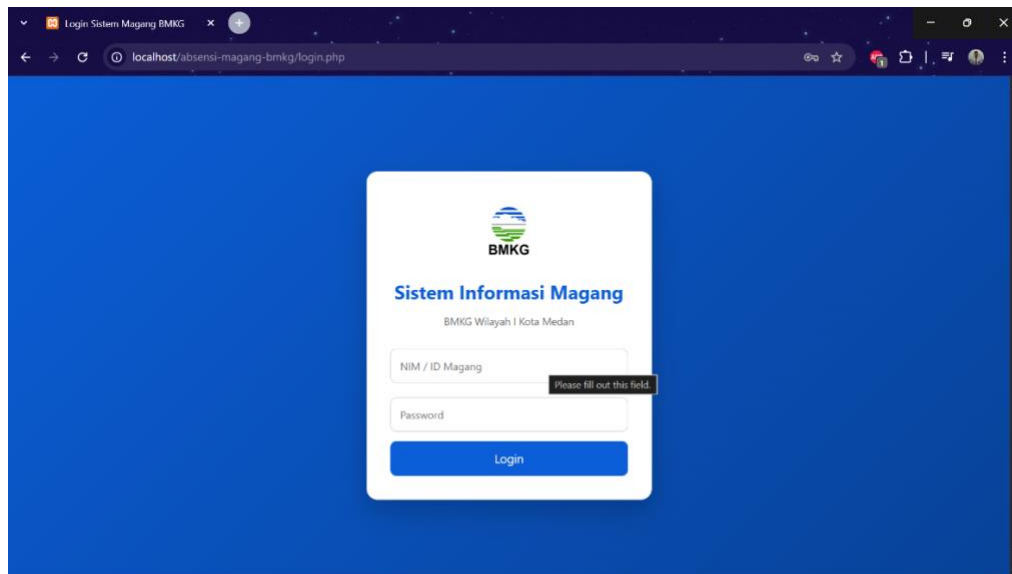 Login Sistem Magang BMKG
localhost/absensi-magang-bmkg/login.php
1
BMKG
Sistem Informasi Magang
BMKG Wilayah I Kota Medan
NIM / ID Magang
Please fill out this field.
Password
Login